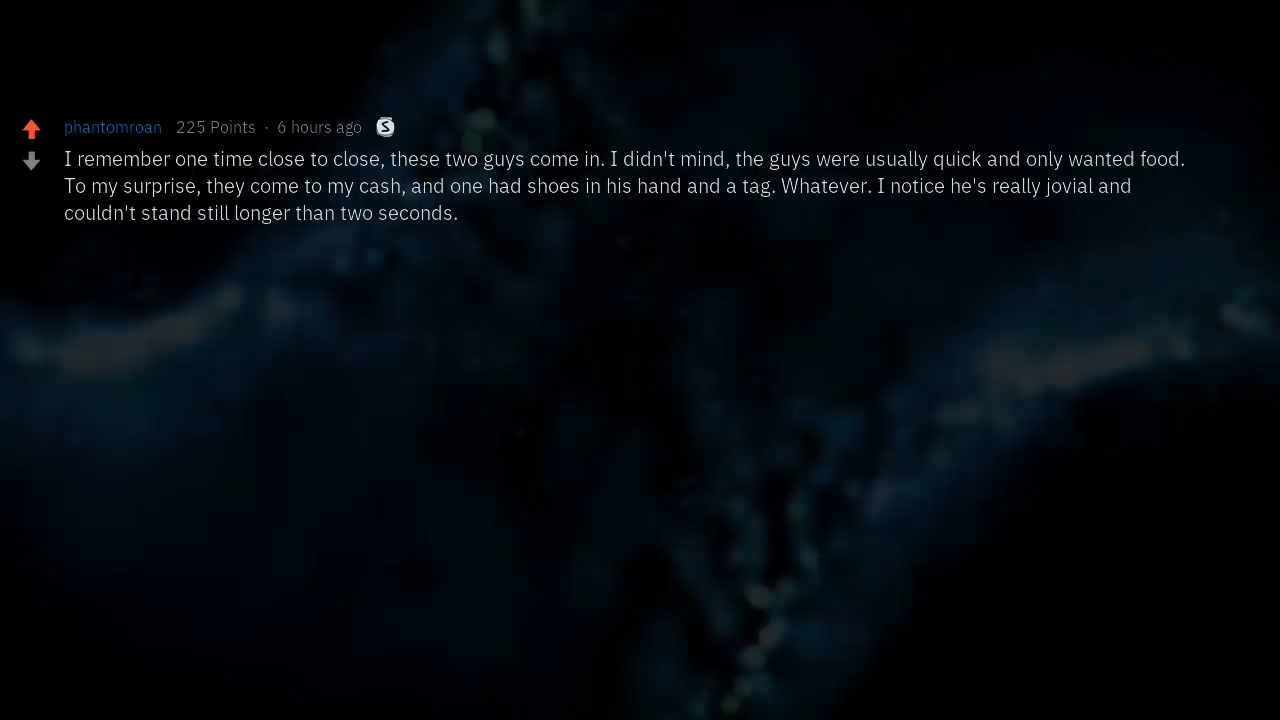 phantomroan 225 Points · 6 hours ago S
I remember one time close to close, these two guys come in. I didn't mind, the guys were usually quick and only wanted food.
To my surprise, they come to my cash, and one had shoes in his hand and a tag. Whatever. I notice he's really jovial and
couldn't stand still longer than two seconds.